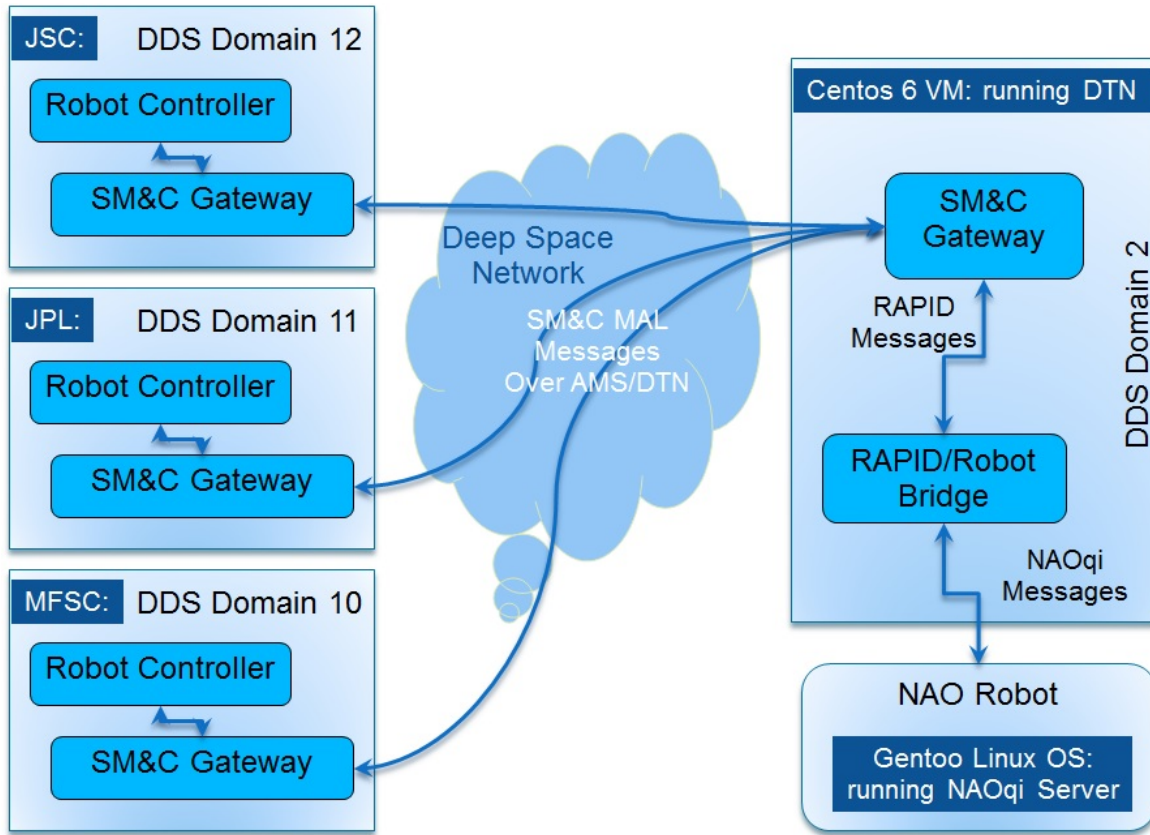 JSC:
DDS Domain 12
Robot Controller
SM&C Gateway
JPL:
DDS Domain 11
Robot Controller
SM&C Gateway
MFSC:
DDS Domain 10
Robot Controller
SM&C Gateway
Deep Space
Network
SM&C MAL
Messages
Over AMS/DTN
Centos 6 VM: running DTN
SM&C
Gateway
RAPID
Messages
DDS Domain 2
RAPID/Robot
Bridge
NAOqi
Messages
NAO Robot
Gentoo Linux OS:
running NAOqi Server